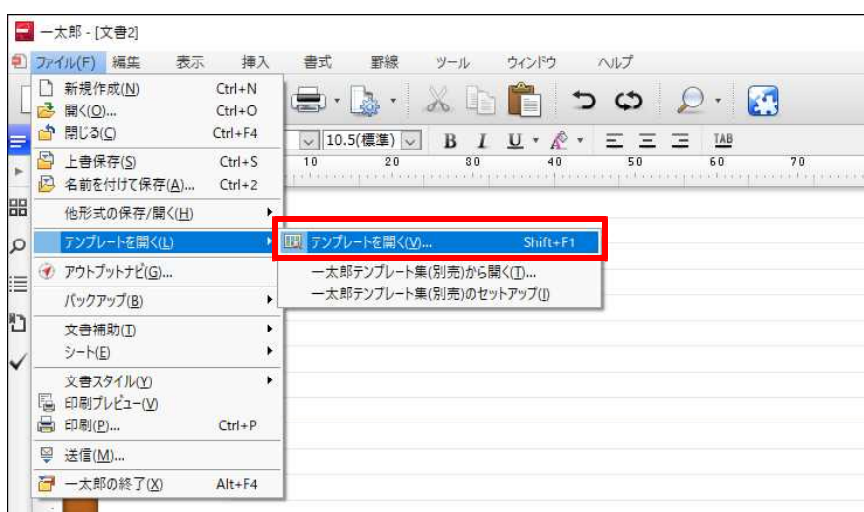 一太郎 - [文書2]
ファイル(F) 編集 表示 挿入 書式 罫線 ツール ウィンドウ ヘルプ
新規作成(N) Ctrl+N
開く(O)... Ctrl+O
閉じる(C) Ctrl+F4
10.5(標準) B I U TAB
上書保存(S) Ctrl+S
10 20 30 40 50 60 70
名前を付けて保存(A)... Ctrl+2
他形式の保存/開く(H)
テンプレートを開く(L)
テンプレートを開く(V)... Shift+F1
アウトプットナビ(G)...
一太郎テンプレート集(別売)から開く(T)...
バックアップ(B)
一太郎テンプレート集(別売)のセットアップ(I)
文書補助(T)
シート(E)
文書スタイル(Y)
印刷プレビュー(V)
印刷(P)... Ctrl+P
送信(M)...
一太郎の終了(X) Alt+F4